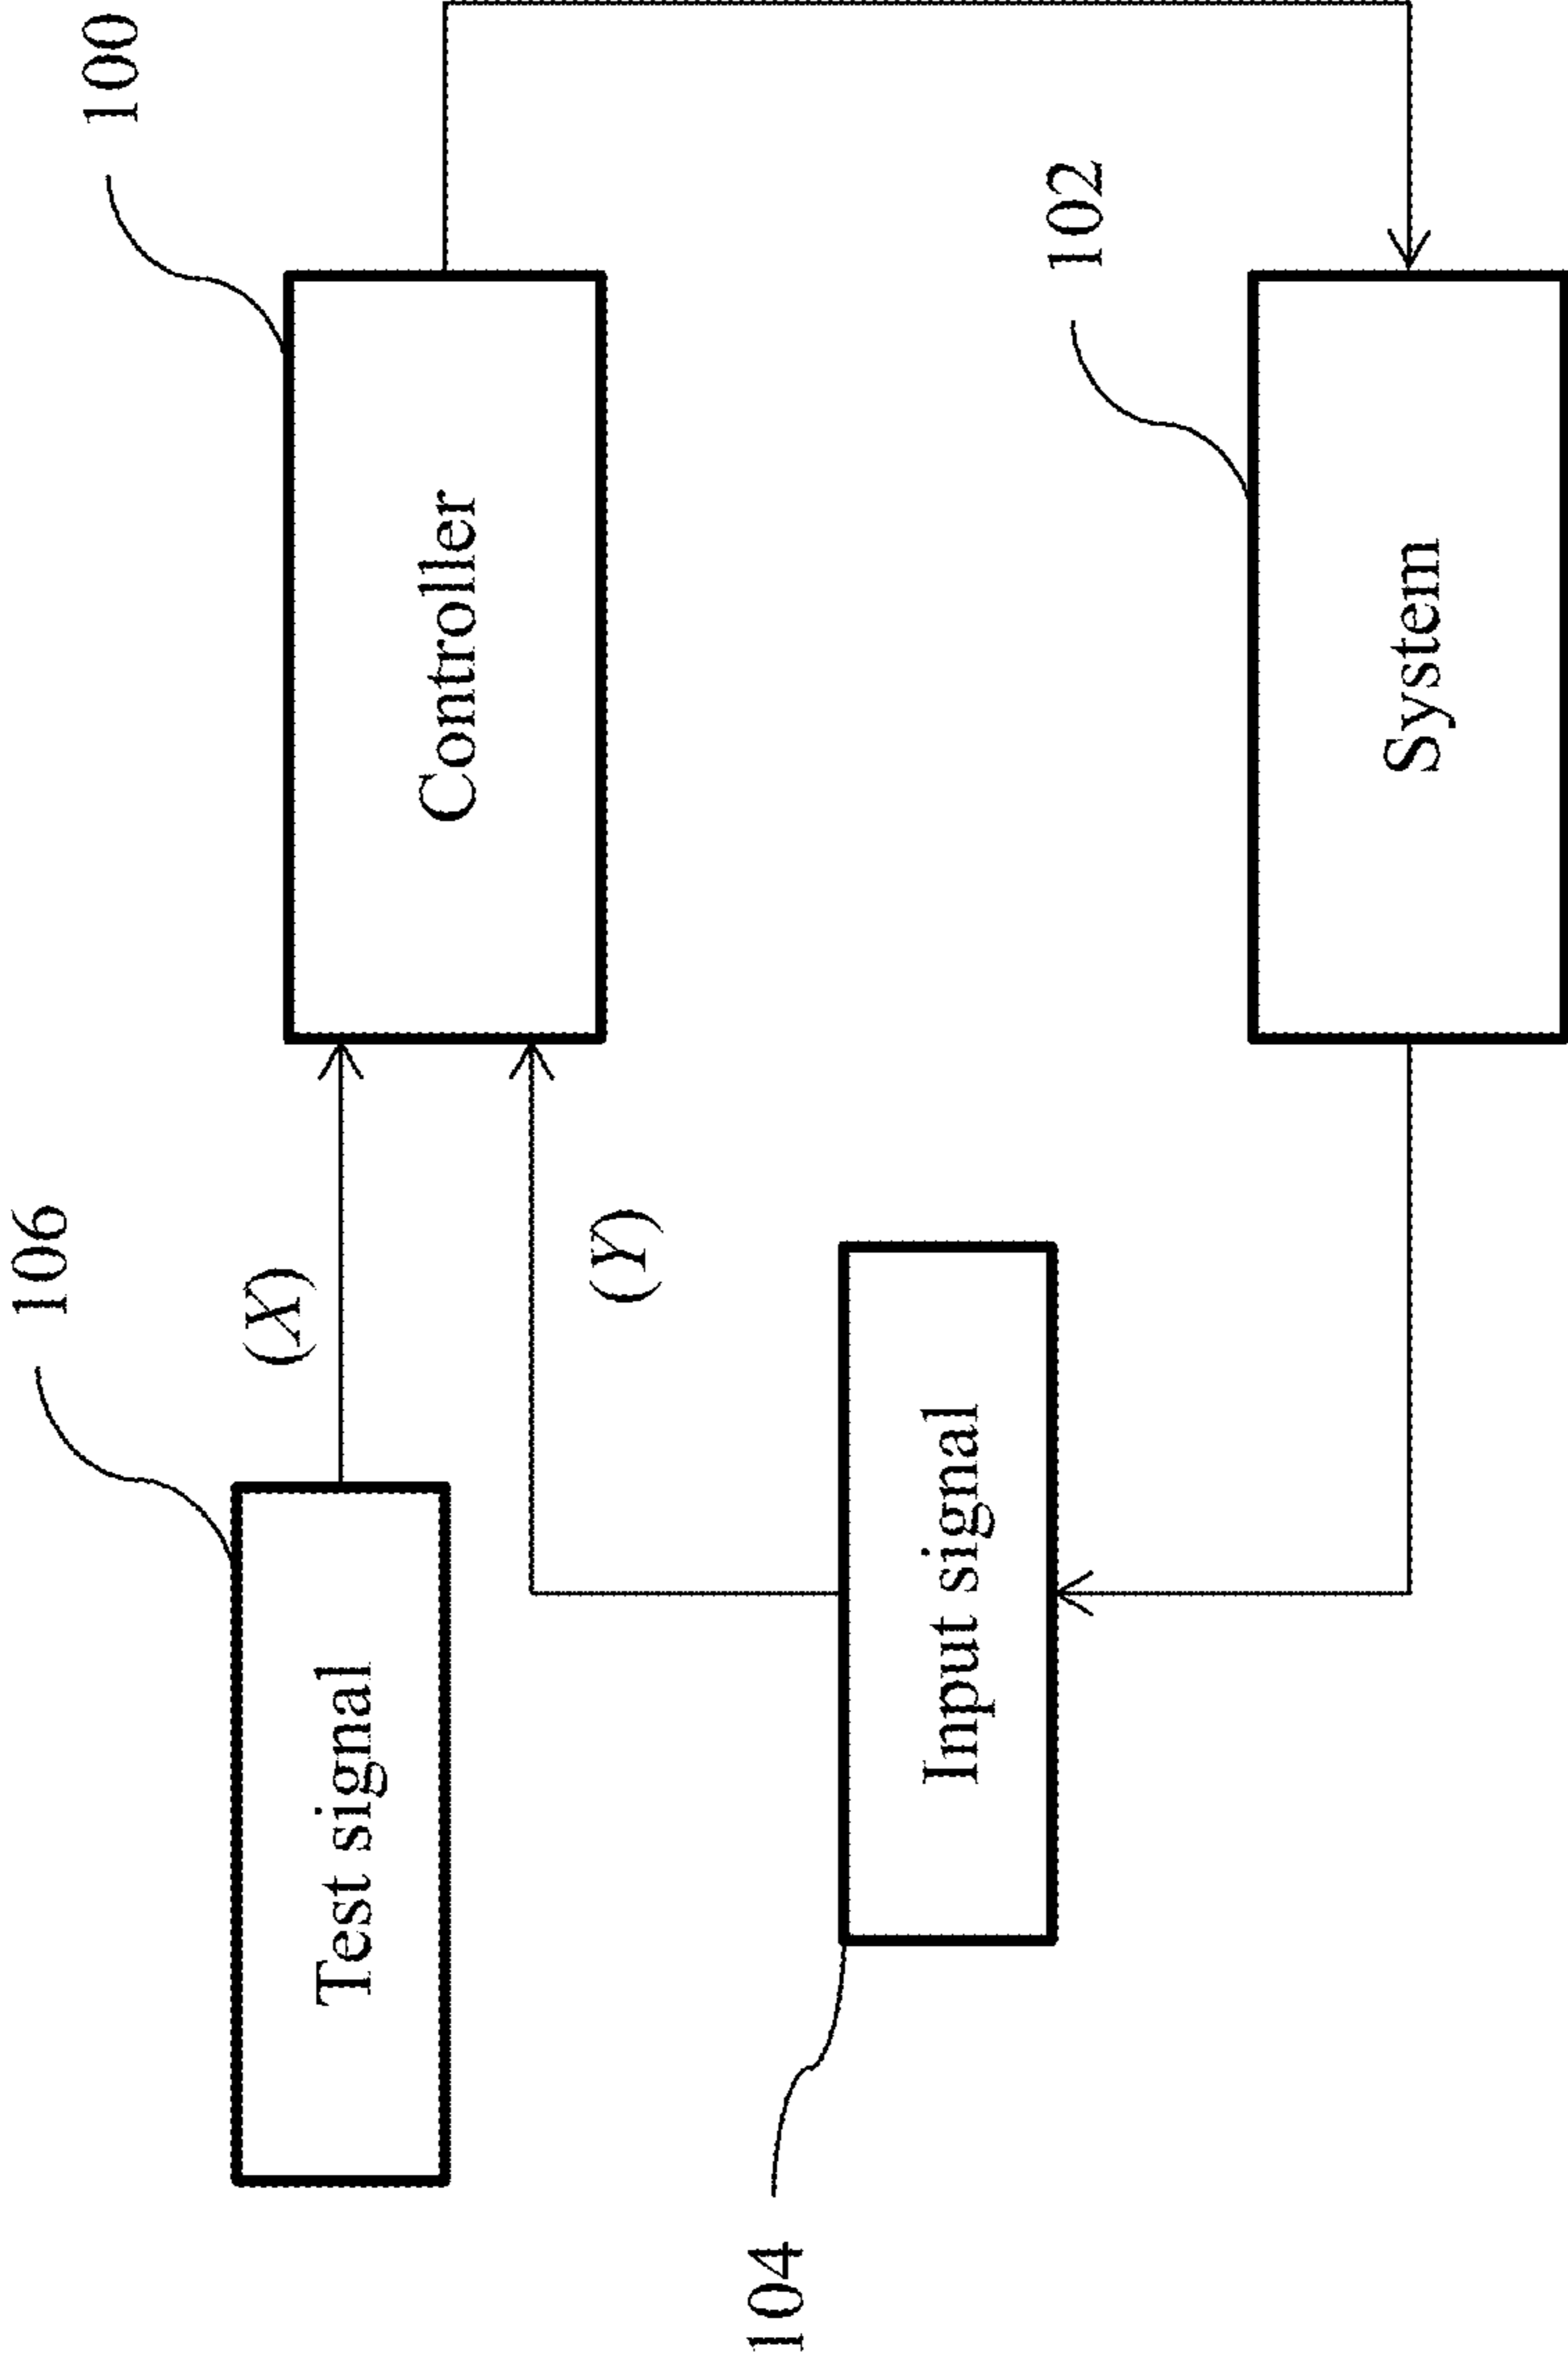 106
Test signal
(X)
100
Controller
(Y)
104
Input signal
102
System